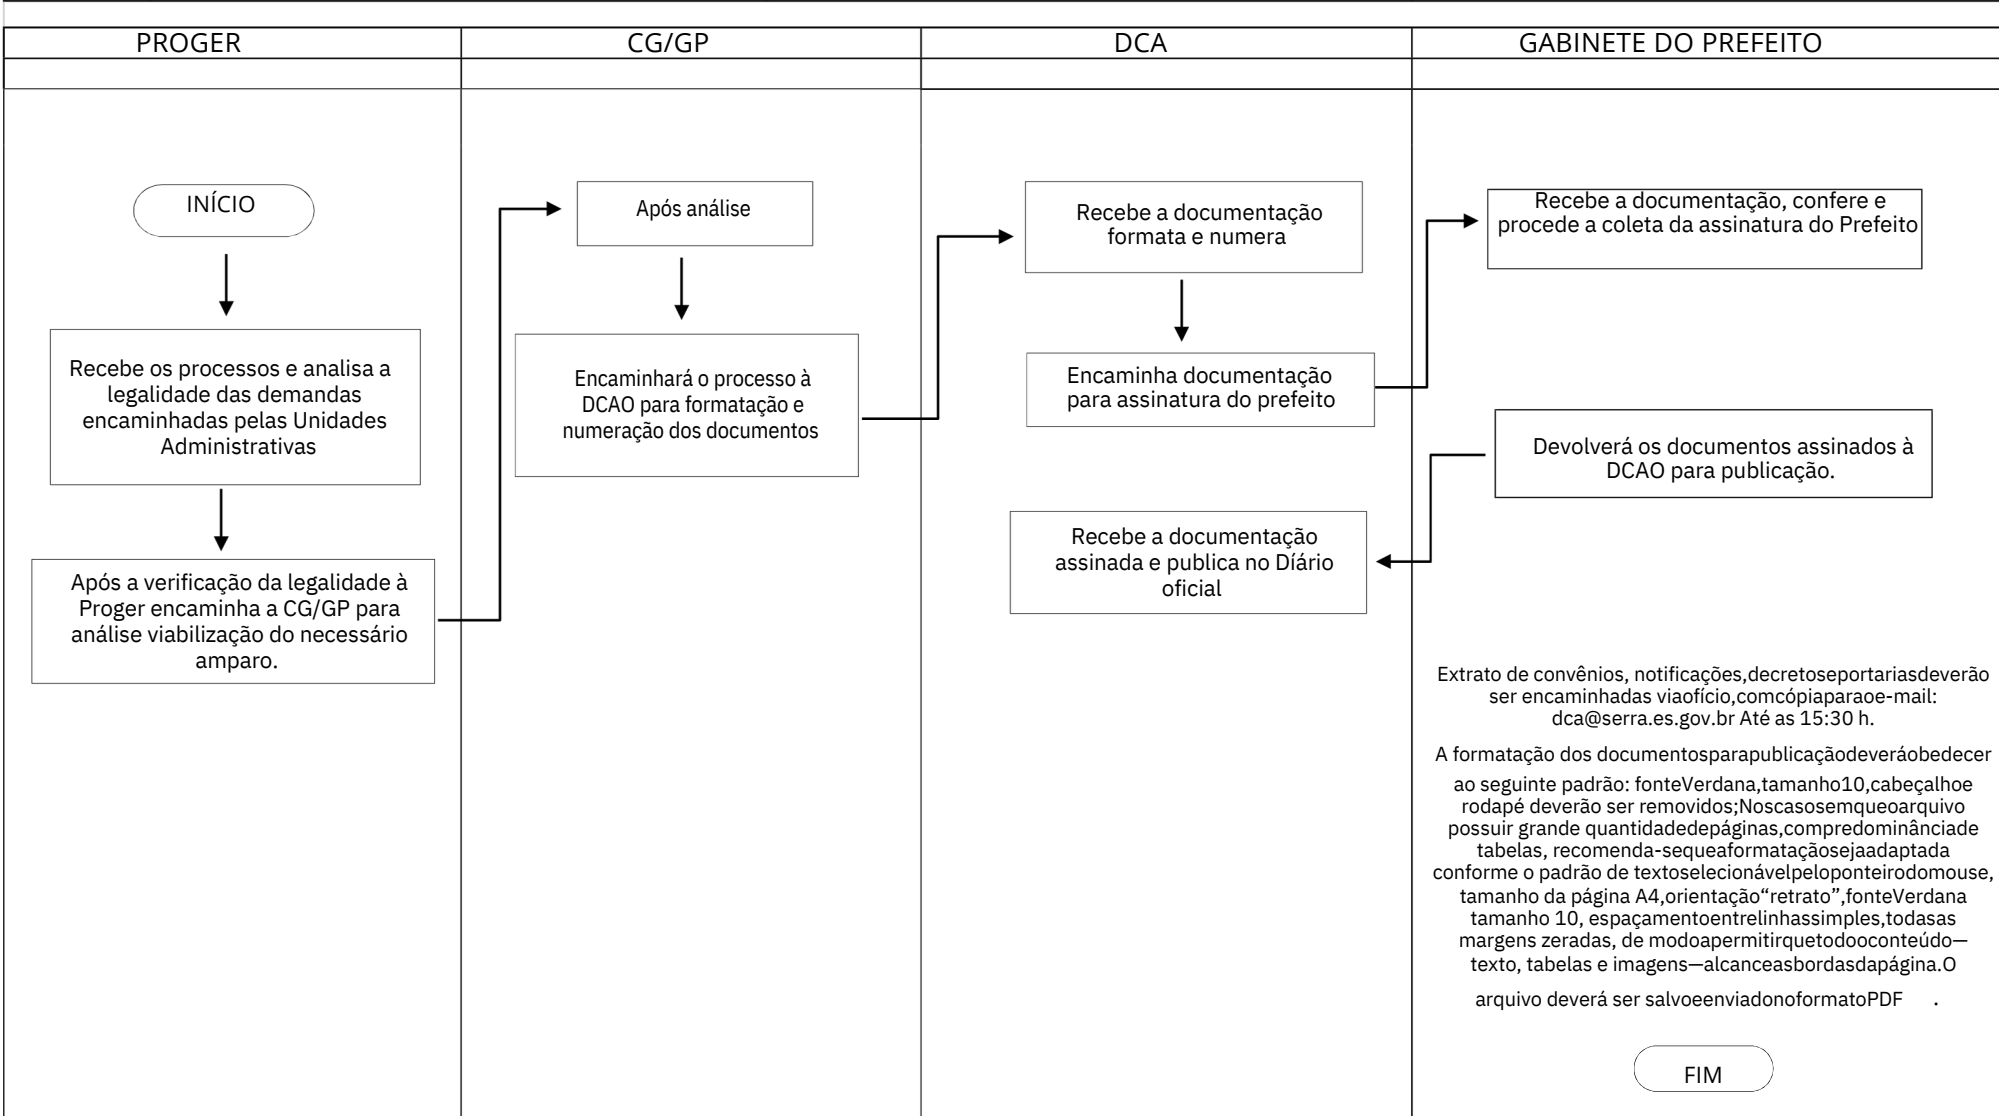 PROGER
CG/GP
DCA
GABINETE DO PREFEITO
INÍCIO
Recebe os processos e analisa a
legalidade das demandas
encaminhadas pelas Unidades
Administrativas
Após a verificação da legalidade à
Proger encaminha a CG/GP para
análise viabilização do necessário
amparo.
Após análise
Encaminhará o processo à
DCAO para formatação e
numeração dos documentos
Recebe a documentação
formata e numera
Encaminha documentação
para assinatura do prefeito
Recebe a documentação
assinada e publica no Díário
oficial
Recebe a documentação, confere e
procede a coleta da assinatura do Prefeito
Devolverá os documentos assinados à
DCAO para publicação.
Extrato de convênios, notificações,decretoseportariasdeverão
ser encaminhadas viaofício,comcópiaparaoe-mail:
dca@serra.es.gov.br Até as 15:30 h.
A formatação dos documentosparapublicaçãodeveráobedecer
ao seguinte padrão: fonteVerdana,tamanho10,cabeçalhoe
rodapé deverão ser removidos;Noscasosemqueoarquivo
possuir grande quantidadedepáginas,compredominânciade
tabelas, recomenda-sequeaformataçãosejaadaptada
conforme o padrão de textoselecionávelpeloponteirodomouse,
tamanho da página A4,orientação“retrato”,fonteVerdana
tamanho 10, espaçamentoentrelinhassimples,todasas
margens zeradas, de modoapermitirquetodooconteúdo—
texto, tabelas e imagens—alcanceasbordasdapágina.O
arquivo deverá ser salvoeenviadonoformatoPDF .
FIM